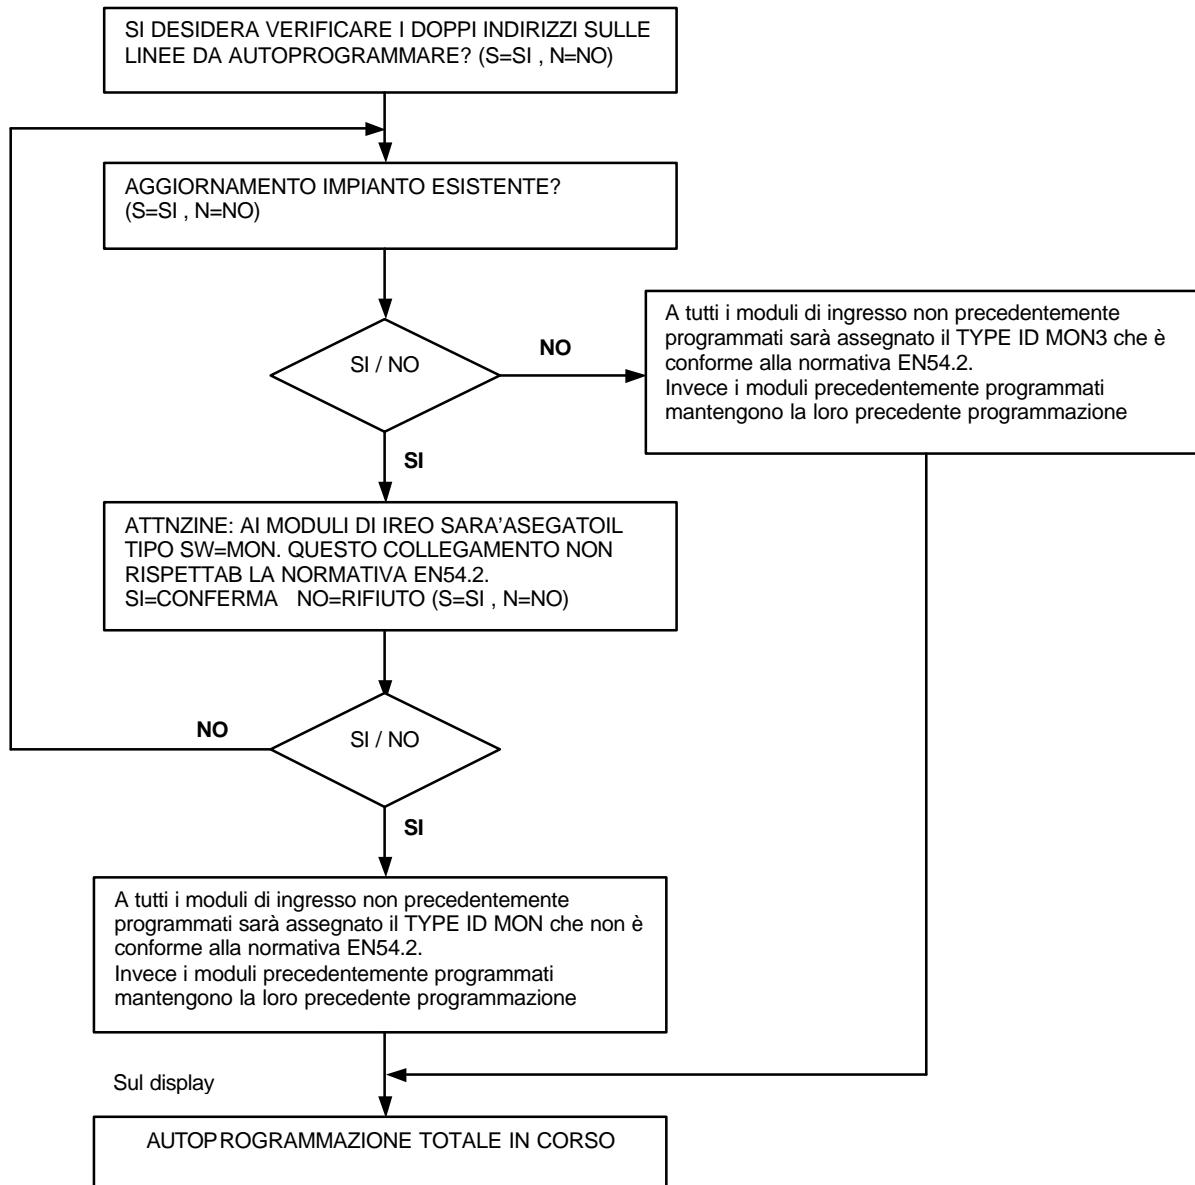 SI DESIDERA VERIFICARE I DOPPI INDIRIZZI SULLE
LINEE DA AUTOPROGRAMMARE? (S=SI , N=NO)
AGGIORNAMENTO IMPIANTO ESISTENTE?
(S=SI , N=NO)
SI / NO
NO
A tutti i moduli di ingresso non precedentemente
programmati sarà assegnato il TYPE ID MON3 che è
conforme alla normativa EN54.2.
Invece i moduli precedentemente programmati
mantengono la loro precedente programmazione
SI
ATTNZINE: AI MODULI DI IREO SARA'ASEGATOIL
TIPO SW=MON. QUESTO COLLEGAMENTO NON
RISPETTAB LA NORMATIVA EN54.2.
SI=CONFERMA NO=RIFIUTO (S=SI , N=NO)
NO
SI / NO
SI
A tutti i moduli di ingresso non precedentemente
programmati sarà assegnato il TYPE ID MON che non è
conforme alla normativa EN54.2.
Invece i moduli precedentemente programmati
mantengono la loro precedente programmazione
Sul display
AUTOPROGRAMMAZIONE TOTALE IN CORSO